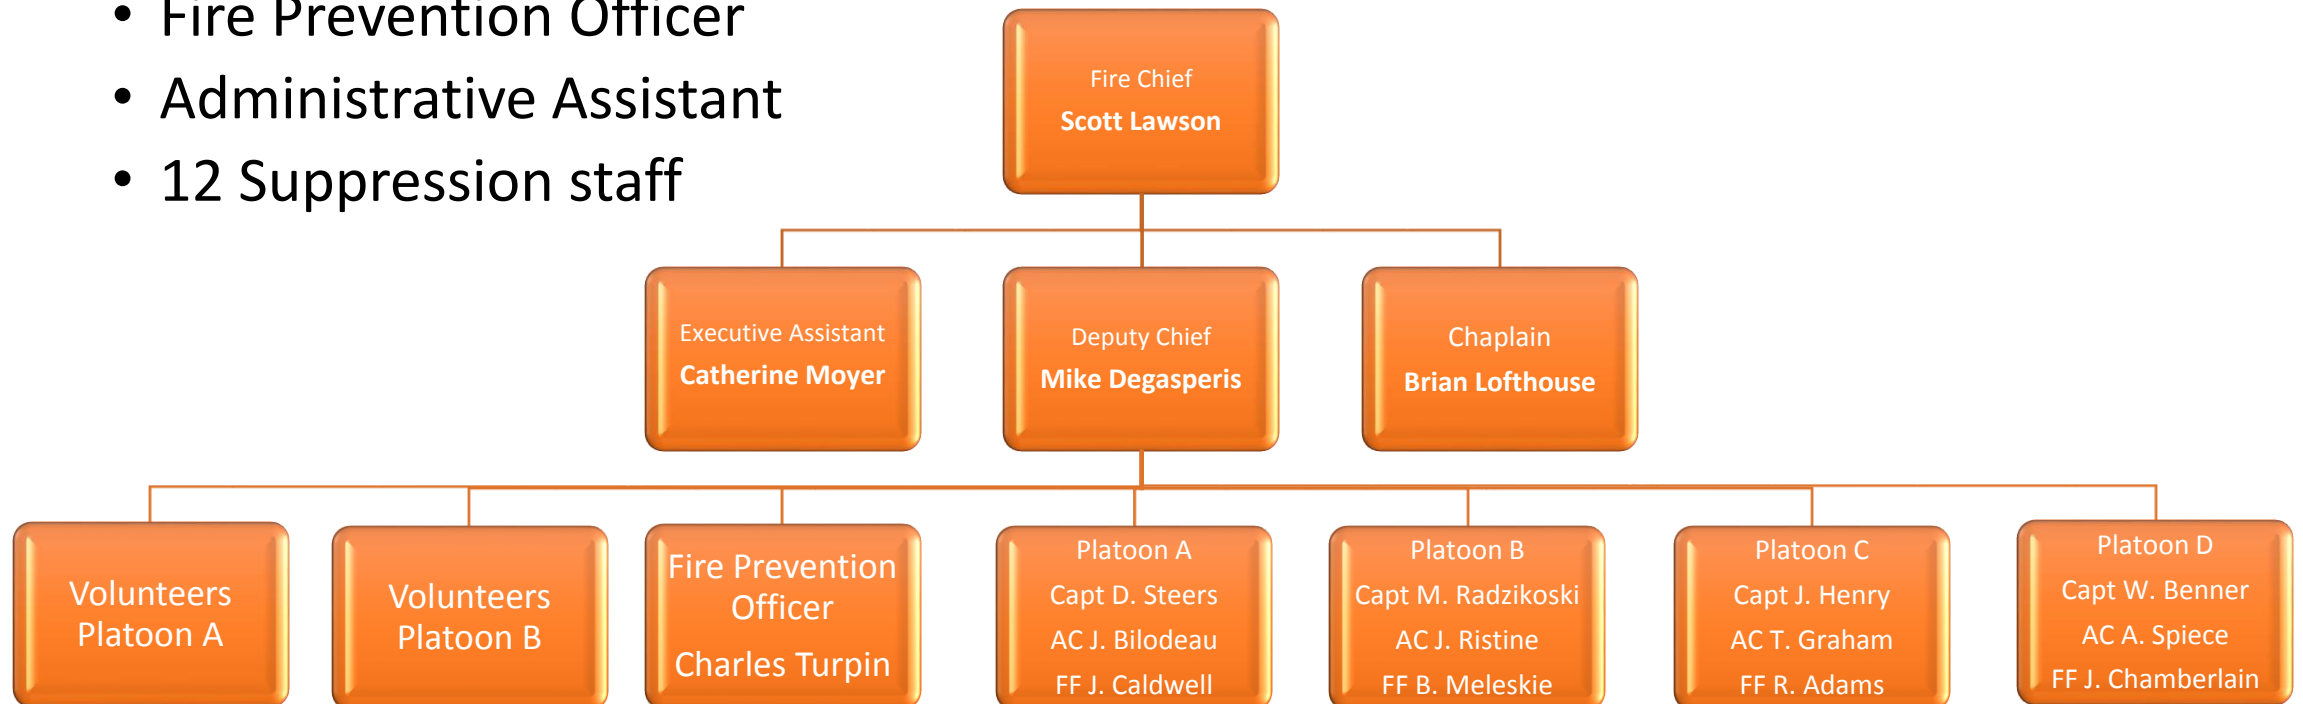 • Fire Prevention Officer
• Administrative Assistant
• 12 Suppression staff
Fire Chief
Scott Lawson
Executive Assistant
Catherine Moyer
Deputy Chief
Mike Degasperis
Chaplain
Brian Lofthouse
Volunteers
Platoon A
Volunteers
Platoon B
Fire Prevention
Officer
Charles Turpin
Platoon A
Capt D. Steers
AC J. Bilodeau
FF J. Caldwell
Platoon B
Capt M. Radzikoski
AC J. Ristine
FF B. Meleskie
Platoon C
Capt J. Henry
AC T. Graham
FF R. Adams
Platoon D
Capt W. Benner
AC A. Spiece
FF J. Chamberlain